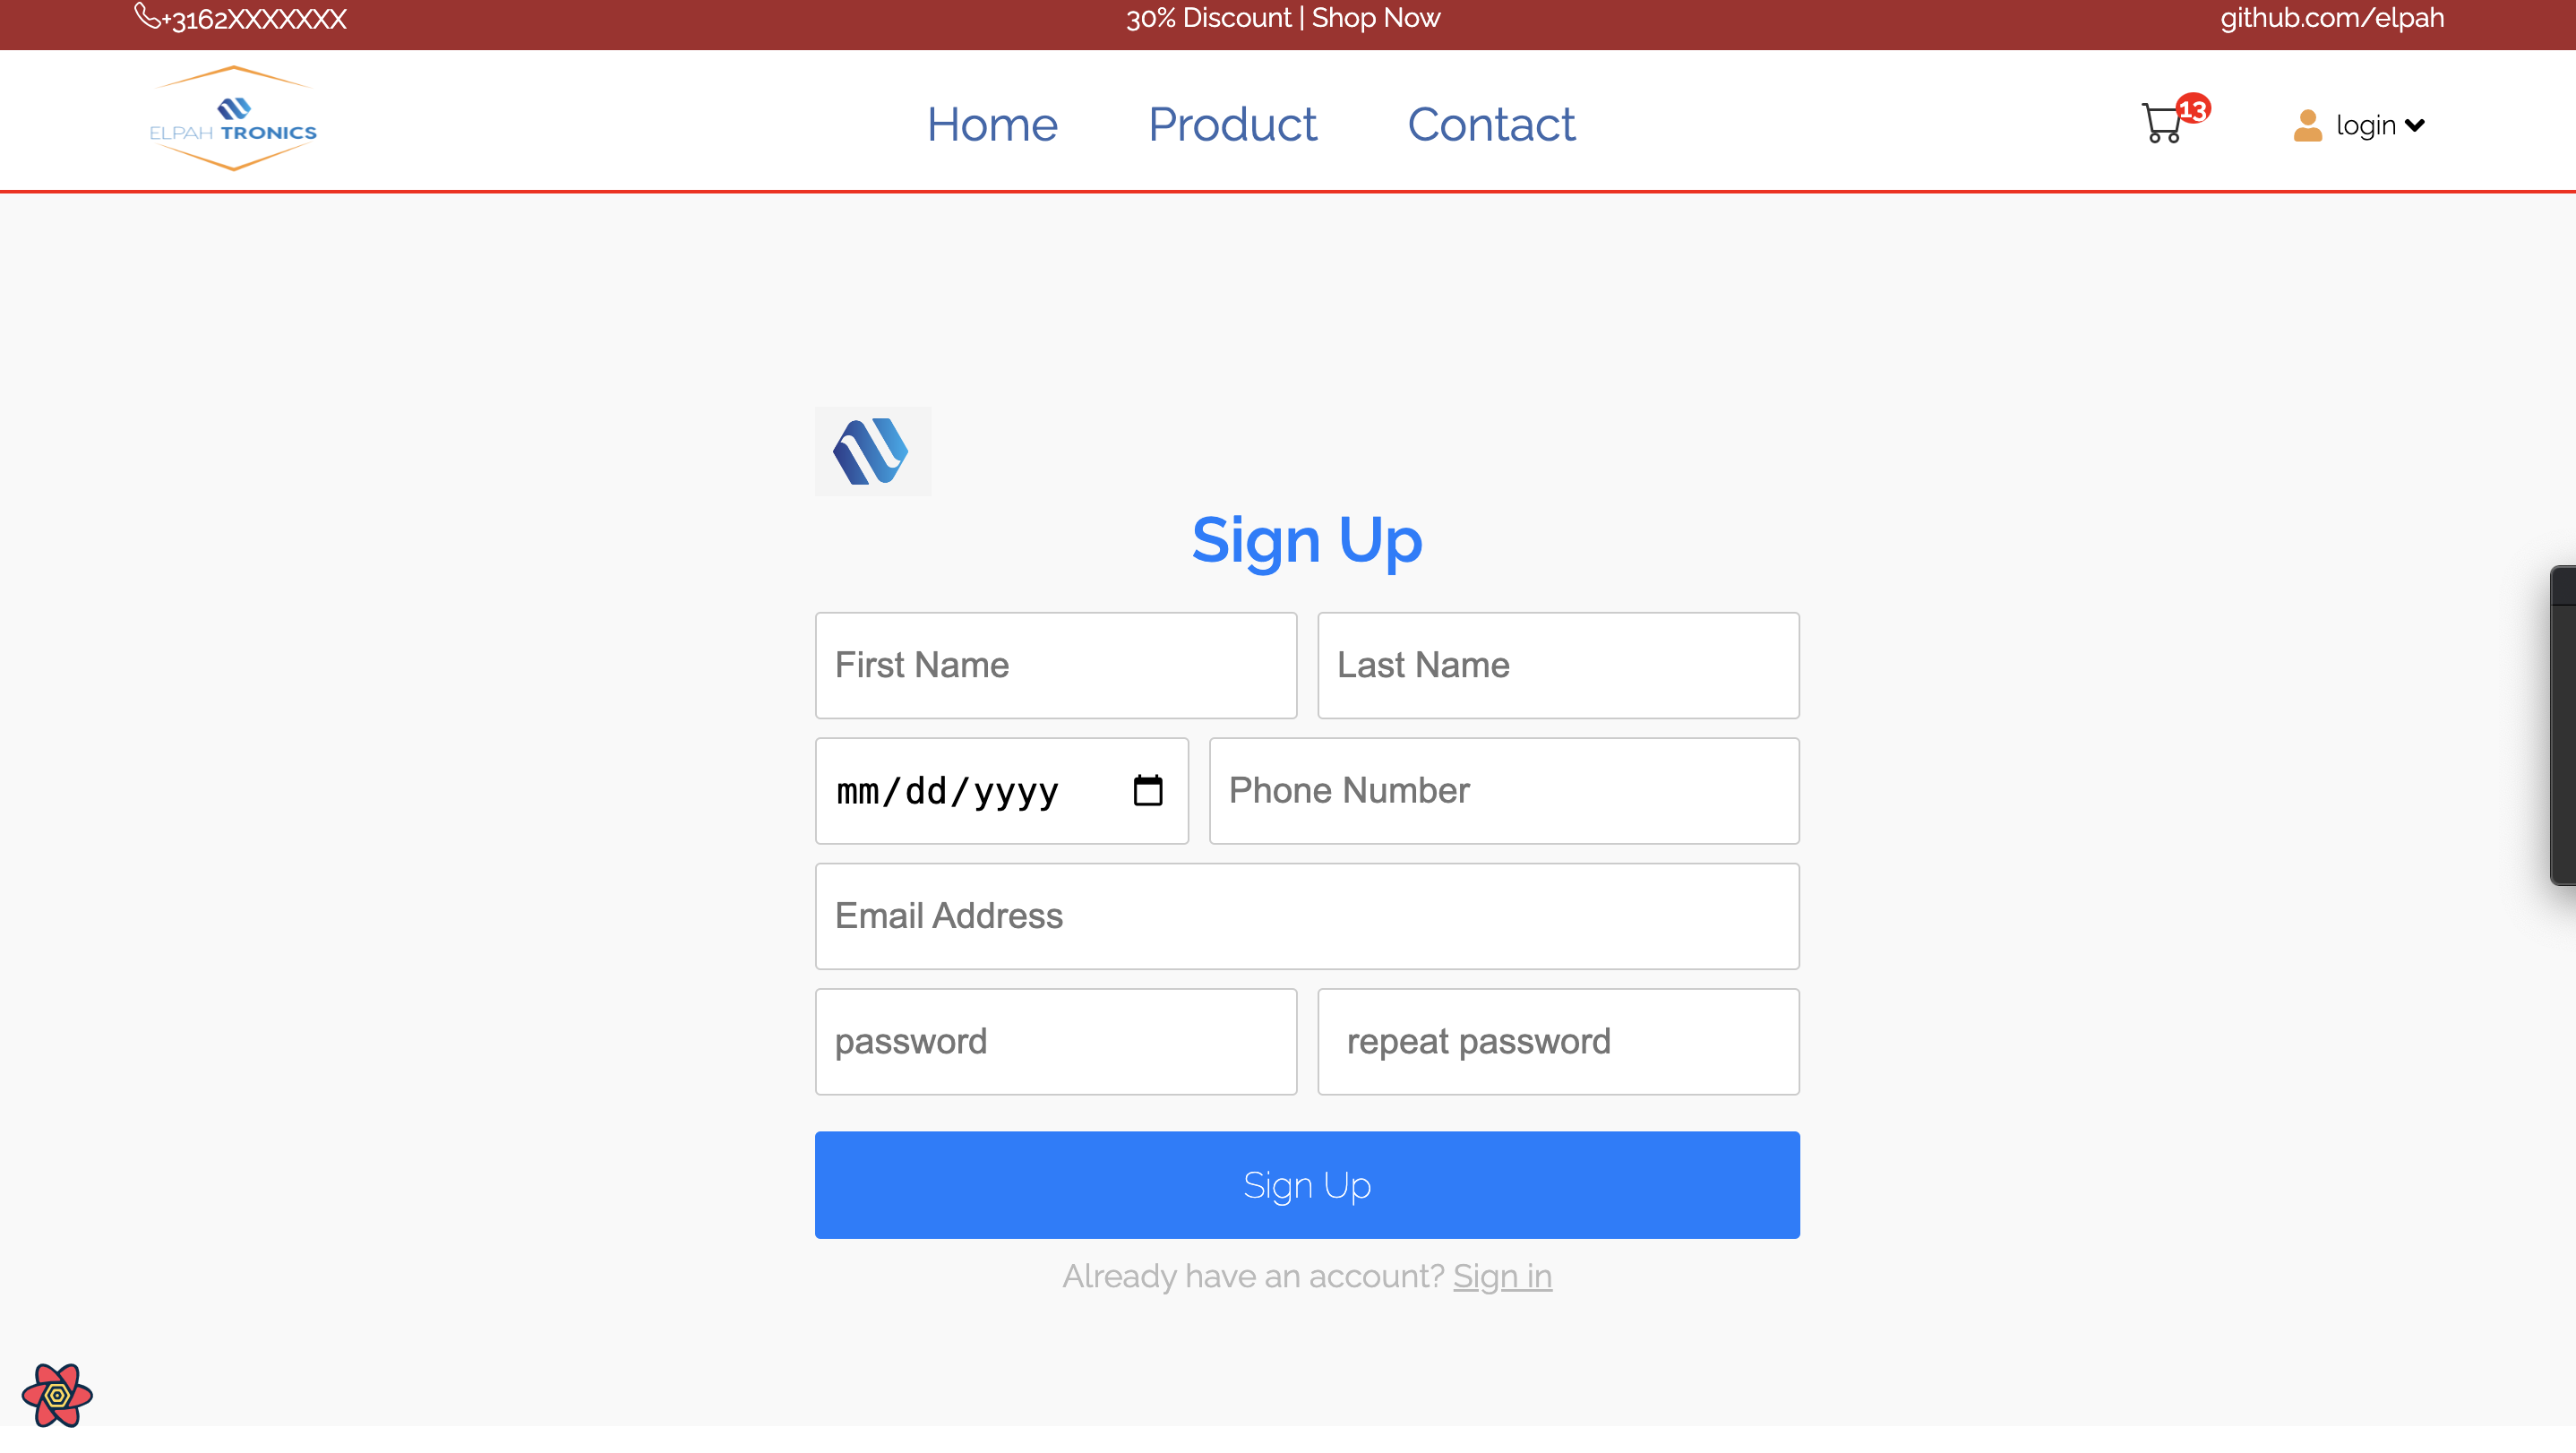 +3162XXXXXXX
30% Discount | Shop Now
github.com/elpah
ELPAH TRONICS
Home
Product
Contact
13
login
Sign Up
First Name
Last Name
mm/dd/yyyy
Phone Number
Email Address
password
repeat password
Sign Up
Already have an account? Sign in